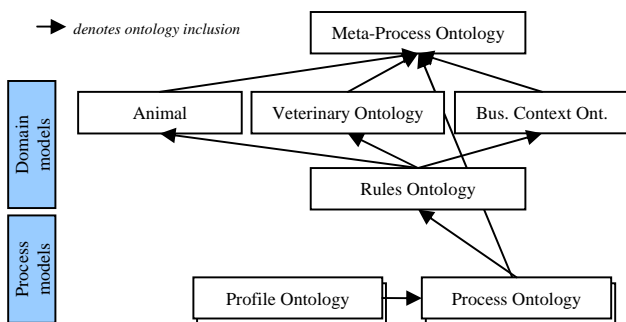 denotes ontology inclusion
Meta-Process Ontology
Domain
models
Animal
Veterinary Ontology
Bus. Context Ont.
Rules Ontology
Process
models
Profile Ontology
Process Ontology